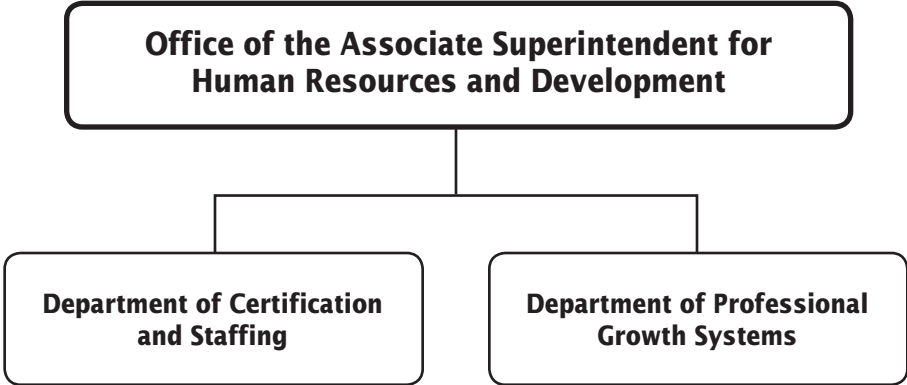 Office of the Associate Superintendent for
Human Resources and Development
Department of Certification
and Staffing
Department of Professional
Growth Systems